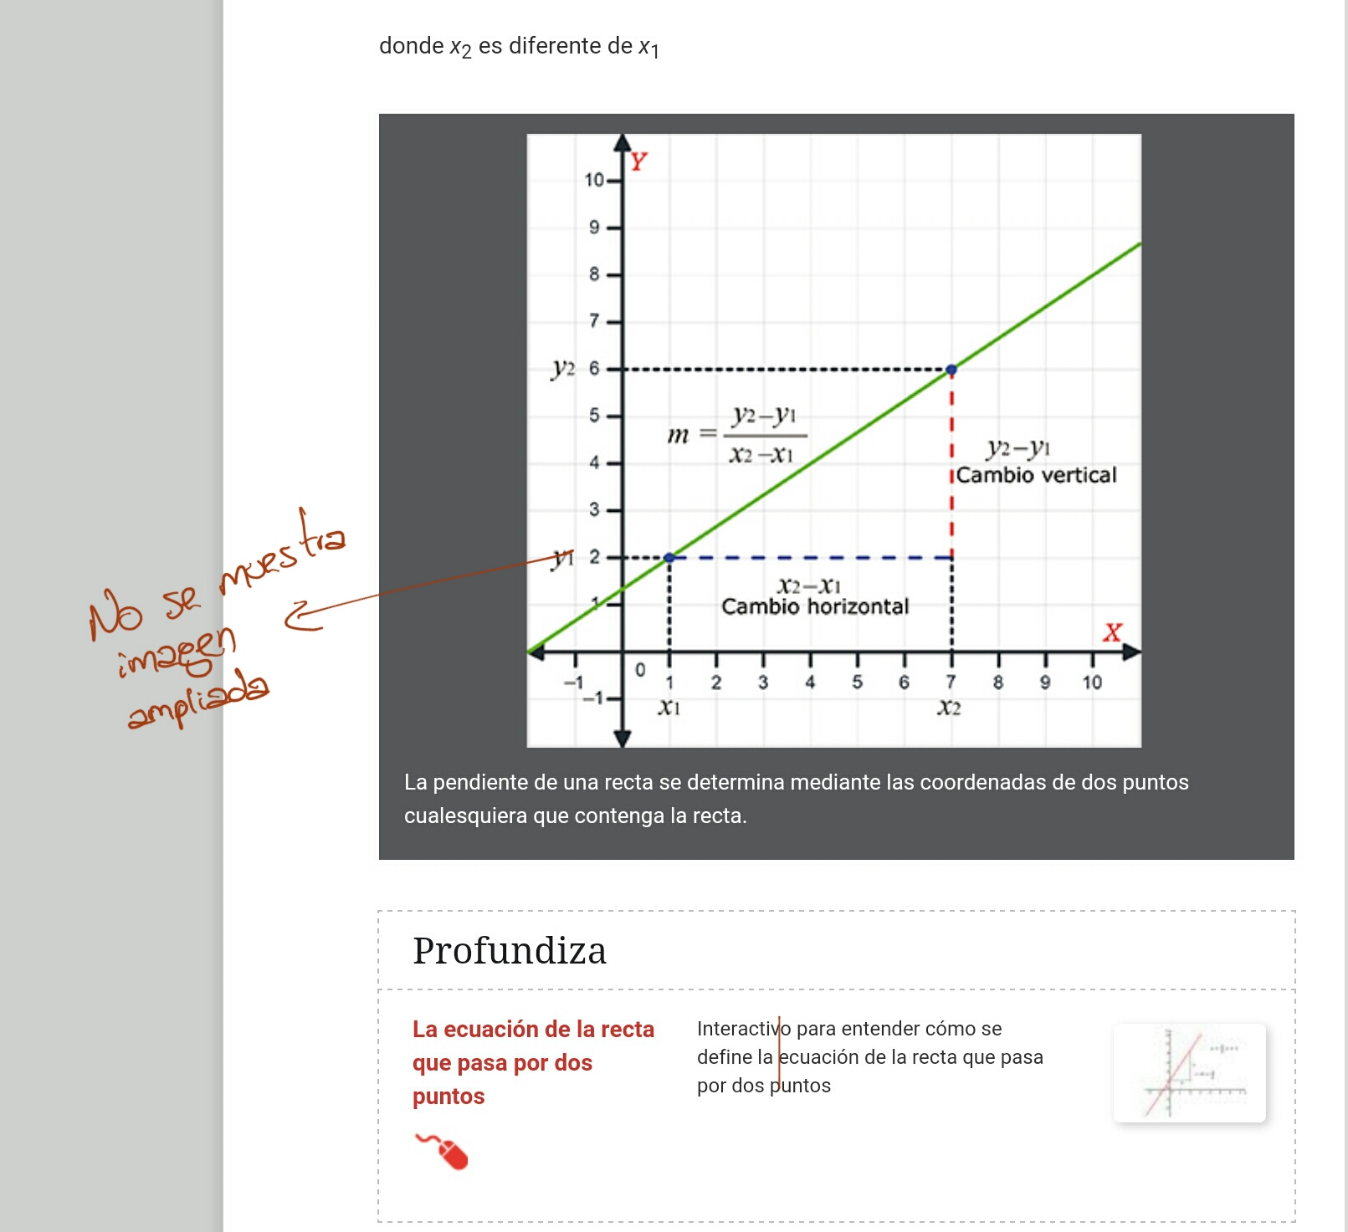 donde x2 es diferente de x1
Y
10
9
8
7
y2 6
5
m = y2−y1
x2−x1
4
y2−y1
Cambio vertical
3
y1 2
x2−x1
Cambio horizontal
1
X
−1 0 1 2 3 4 5 6 7 8 9 10
−1
x1 x2
No se muestra
imagen
ampliada
La pendiente de una recta se determina mediante las coordenadas de dos puntos
cualesquiera que contenga la recta.
Profundiza
La ecuación de la recta
que pasa por dos
puntos
Interactivo para entender cómo se
define la ecuación de la recta que pasa
por dos puntos